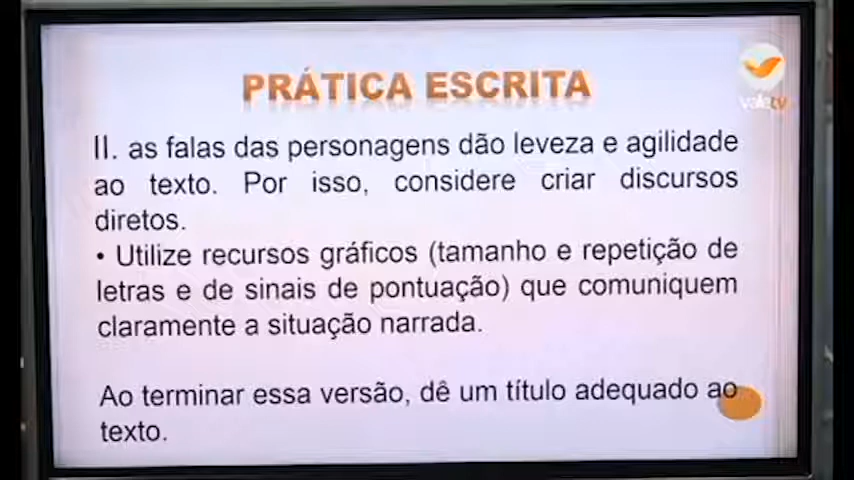 PRÁTICA ESCRITA
valetv
II. as falas das personagens dão leveza e agilidade
ao texto. Por isso, considere criar discursos
diretos.
• Utilize recursos gráficos (tamanho e repetição de
letras e de sinais de pontuação) que comuniquem
claramente a situação narrada.
Ao terminar essa versão, dê um título adequado ao
texto.